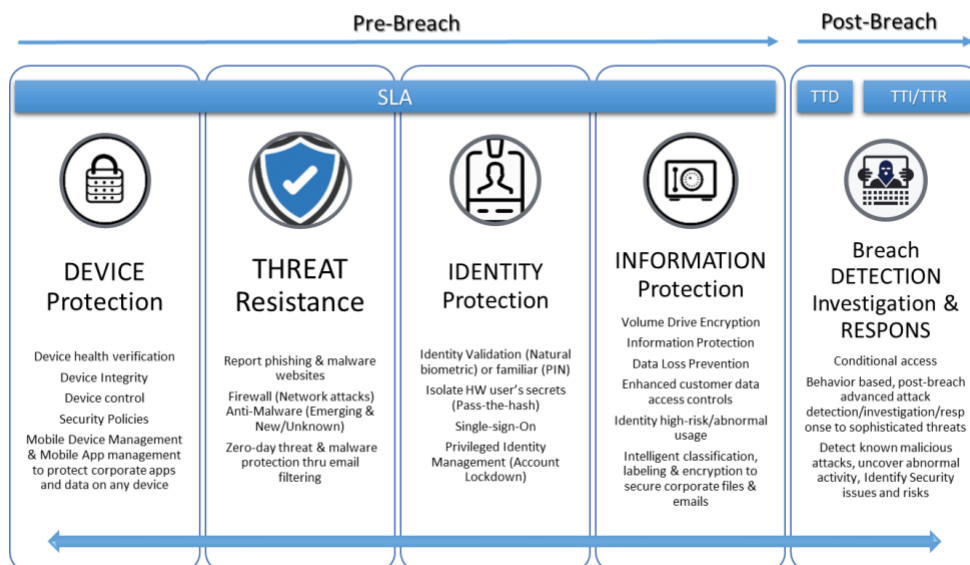 Pre-Breach
Post-Breach
SLA
TTD
TTI/TTR
DEVICE
Protection
Device health verification
Device Integrity
Device control
Security Policies
Mobile Device Management
& Mobile App management
to protect corporate apps
and data on any device
THREAT
Resistance
Report phishing & malware
websites
Firewall (Network attacks)
Anti-Malware (Emerging &
New/Unknown)
Zero-day threat & malware
protection thru email
filtering
IDENTITY
Protection
Identity Validation (Natural
biometric) or familiar (PIN)
Isolate HW user's secrets
(Pass-the-hash)
Single-sign-On
Privileged Identity
Management (Account
Lockdown)
INFORMATION
Protection
Volume Drive Encryption
Information Protection
Data Loss Prevention
Enhanced customer data
access controls
Identity high-risk/abnormal
usage
Intelligent classification,
labeling & encryption to
secure corporate files &
emails
Breach
DETECTION
Investigation &
RESPONS
Conditional access
Behavior based, post-breach
advanced attack
detection/investigation/resp
onse to sophisticated threats
Detect known malicious
attacks, uncover abnormal
activity, Identify Security
issues and risks